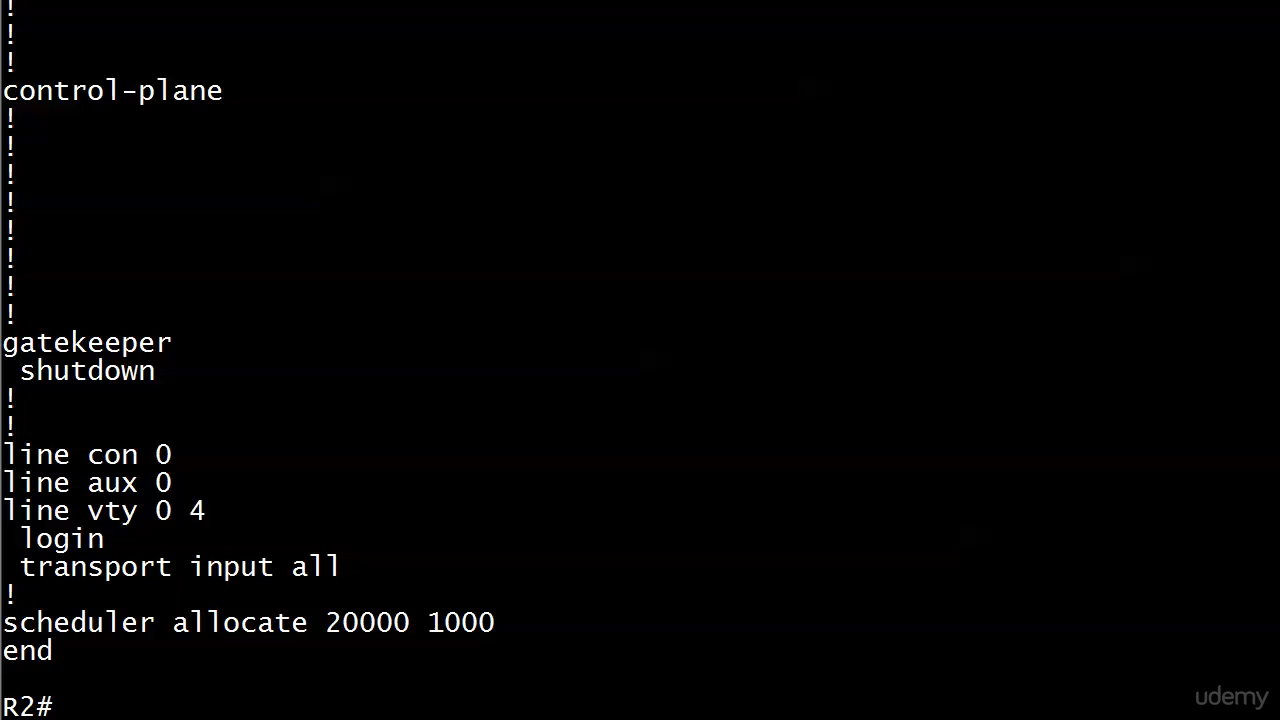 !
!
!
control-plane
!
!
!
!
!
!
!
!
gatekeeper
 shutdown
!
!
line con 0
line aux 0
line vty 0 4
 login
 transport input all
!
scheduler allocate 20000 1000
end
R2#
udemy